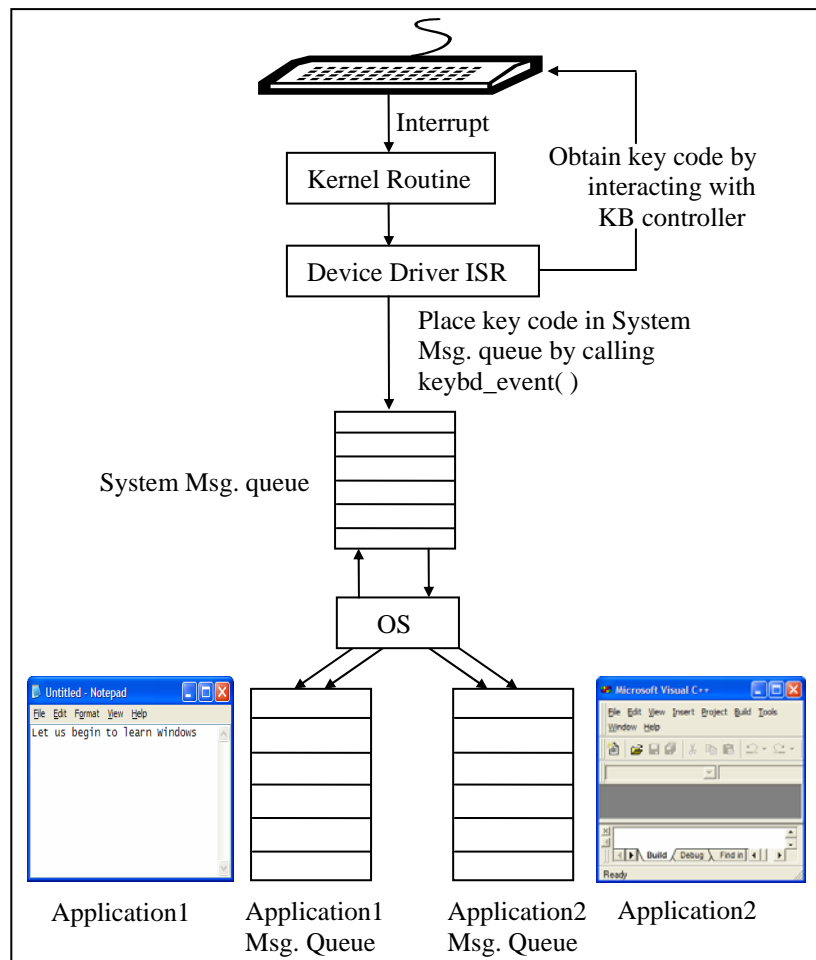 Interrupt
Kernel Routine
Obtain key code by
interacting with
KB controller
Device Driver ISR
Place key code in System
Msg. queue by calling
keybd_event( )
System Msg. queue
OS
Untitled - Notepad
File Edit Format View Help
Let us begin to learn Windows
Microsoft Visual C++
File Edit View Insert Project Build Tools
Window Help
Build Debug Find in
Ready
Application1
Application1
Msg. Queue
Application2
Msg. Queue
Application2